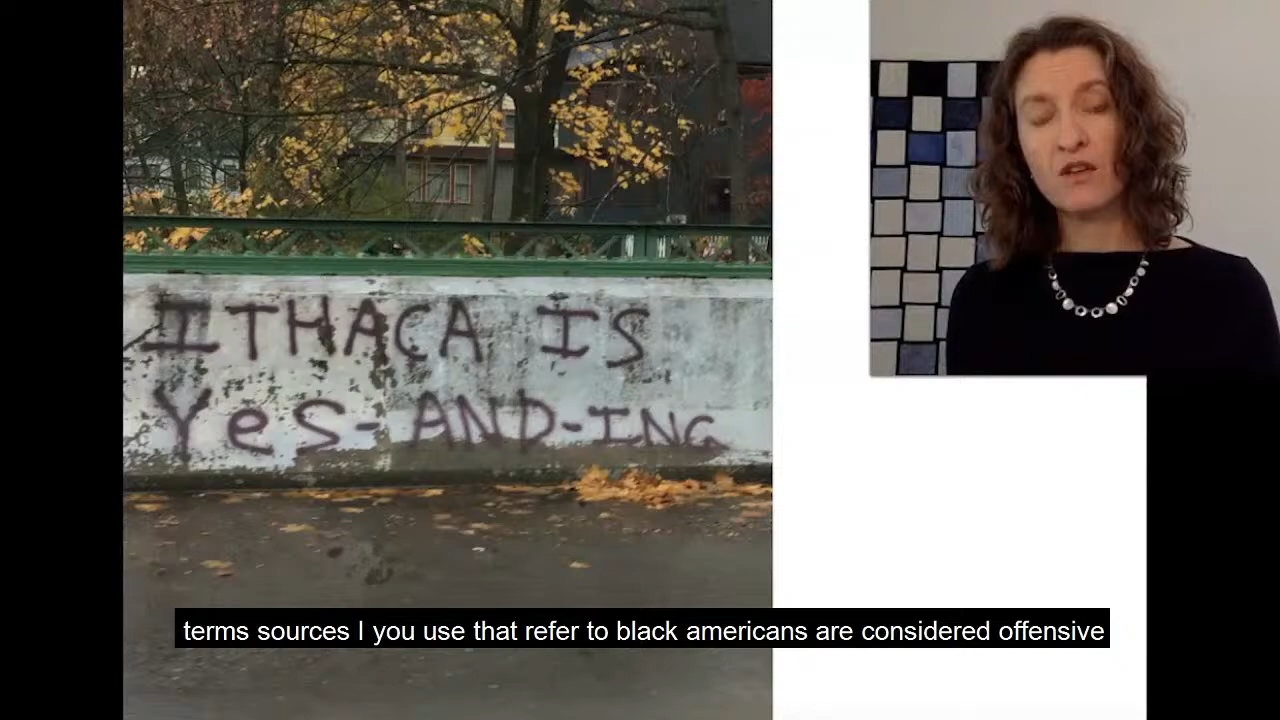 ITHACA IS
YeS-AND-ING
terms sources I you use that refer to black americans are considered offensive